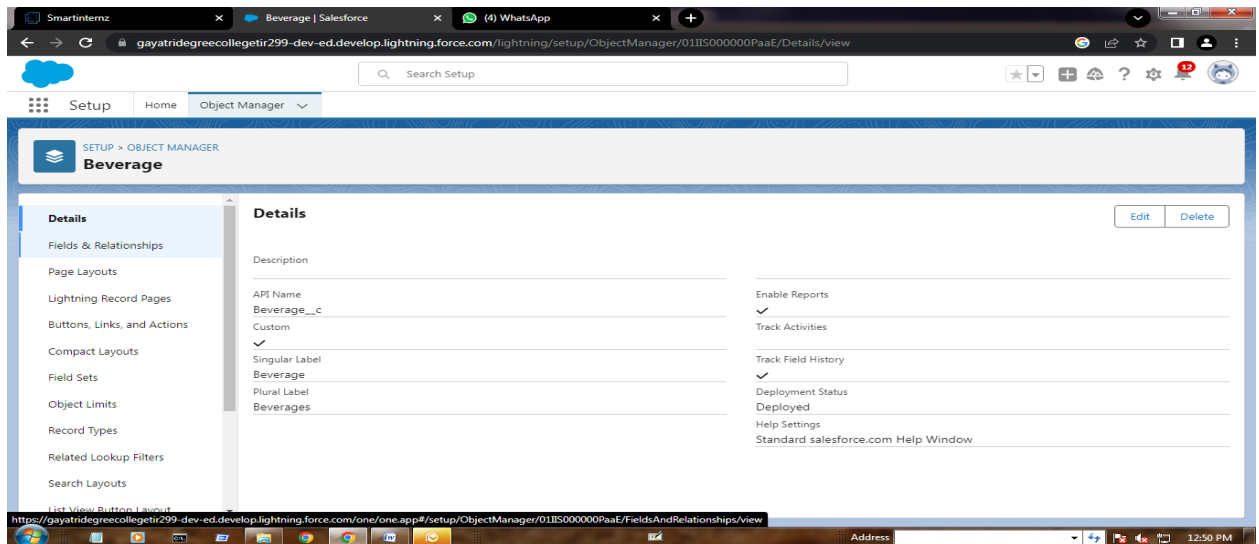 Smartinternz
Beverage | Salesforce
(4) WhatsApp
gayatridegreecollegetir299-dev-ed.develop.lightning.force.com/lightning/setup/ObjectManager/01IIS000000PaaE/Details/view
Search Setup
12
Setup
Home
Object Manager
SETUP > OBJECT MANAGER
Beverage
Details
Fields & Relationships
Page Layouts
Lightning Record Pages
Buttons, Links, and Actions
Compact Layouts
Field Sets
Object Limits
Record Types
Related Lookup Filters
Search Layouts
List View Button Layout
Details
Edit
Delete
Description
API Name
Beverage__c
Custom
Singular Label
Beverage
Plural Label
Beverages
Enable Reports
Track Activities
Track Field History
Deployment Status
Deployed
Help Settings
Standard salesforce.com Help Window
https://gayatridegreecollegetir299-dev-ed.develop.lightning.force.com/one/one.app#/setup/ObjectManager/01IIS000000PaaE/FieldsAndRelationships/view
Address
12:50 PM